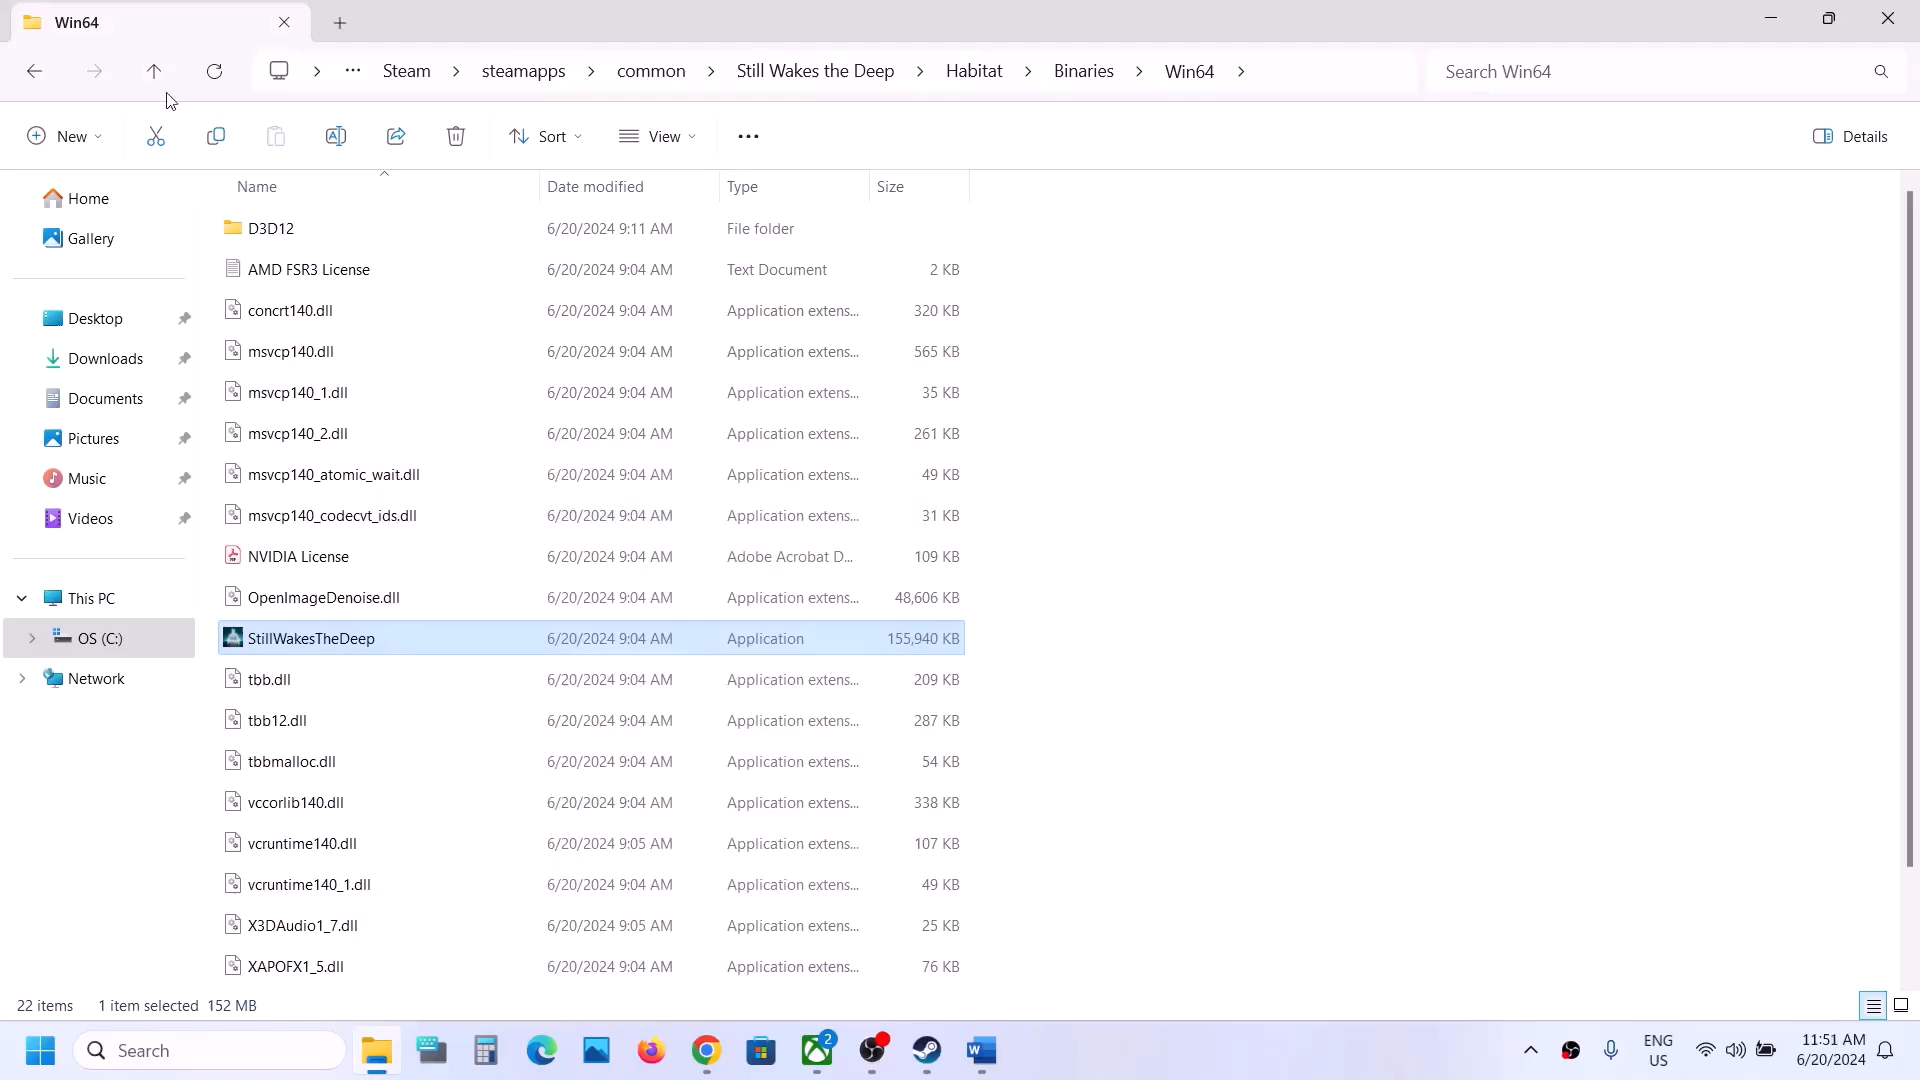 Win64
Steam steamapps common Still Wakes the Deep Habitat Binaries Win64
Search Win64
New Sort View Details
Name Date modified Type Size
Home
Gallery
Desktop
Downloads
Documents
Pictures
Music
Videos
This PC
OS (C:)
Network
D3D12 6/20/2024 9:11 AM File folder
AMD FSR3 License 6/20/2024 9:04 AM Text Document 2 KB
concrt140.dll 6/20/2024 9:04 AM Application extens... 320 KB
msvcp140.dll 6/20/2024 9:04 AM Application extens... 565 KB
msvcp140_1.dll 6/20/2024 9:04 AM Application extens... 35 KB
msvcp140_2.dll 6/20/2024 9:04 AM Application extens... 261 KB
msvcp140_atomic_wait.dll 6/20/2024 9:04 AM Application extens... 49 KB
msvcp140_codecvt_ids.dll 6/20/2024 9:04 AM Application extens... 31 KB
NVIDIA License 6/20/2024 9:04 AM Adobe Acrobat D... 109 KB
OpenImageDenoise.dll 6/20/2024 9:04 AM Application extens... 48,606 KB
StillWakesTheDeep 6/20/2024 9:04 AM Application 155,940 KB
tbb.dll 6/20/2024 9:04 AM Application extens... 209 KB
tbb12.dll 6/20/2024 9:04 AM Application extens... 287 KB
tbbmalloc.dll 6/20/2024 9:04 AM Application extens... 54 KB
vccorlib140.dll 6/20/2024 9:04 AM Application extens... 338 KB
vcruntime140.dll 6/20/2024 9:05 AM Application extens... 107 KB
vcruntime140_1.dll 6/20/2024 9:04 AM Application extens... 49 KB
X3DAudio1_7.dll 6/20/2024 9:05 AM Application extens... 25 KB
XAPOFX1_5.dll 6/20/2024 9:04 AM Application extens... 76 KB
22 items 1 item selected 152 MB
Search
2
ENG
US
11:51 AM
6/20/2024